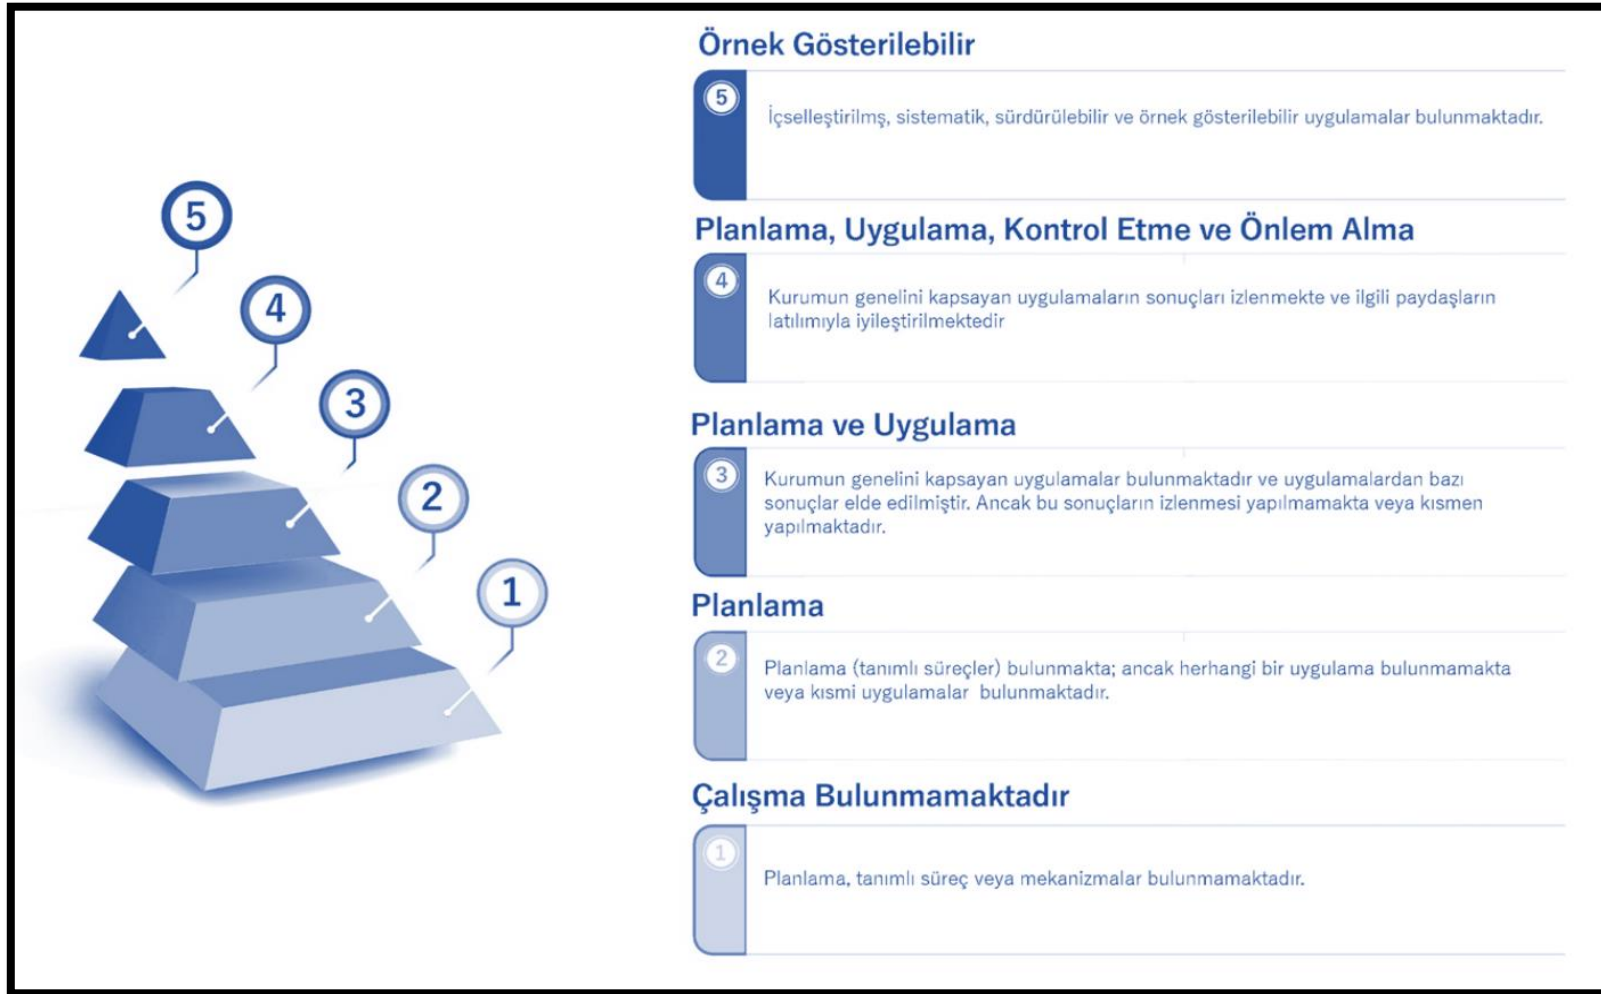 Örnek Gösterilebilir
5
İçselleştirilmş, sistematik, sürdürülebilir ve örnek gösterilebilir uygulamalar bulunmaktadır.
Planlama, Uygulama, Kontrol Etme ve Önlem Alma
4
Kurumun genelini kapsayan uygulamaların sonuçları izlenmekte ve ilgili paydaşların
latılımıyla iyileştirilmektedir
Planlama ve Uygulama
3
Kurumun genelini kapsayan uygulamalar bulunmaktadır ve uygulamalardan bazı
sonuçlar elde edilmiştir. Ancak bu sonuçların izlenmesi yapılmamakta veya kısmen
yapılmaktadır.
Planlama
2
Planlama (tanımlı süreçler) bulunmakta; ancak herhangi bir uygulama bulunmamakta
veya kısmi uygulamalar bulunmaktadır.
Çalışma Bulunmamaktadır
1
Planlama, tanımlı süreç veya mekanizmalar bulunmamaktadır.
5
4
3
2
1